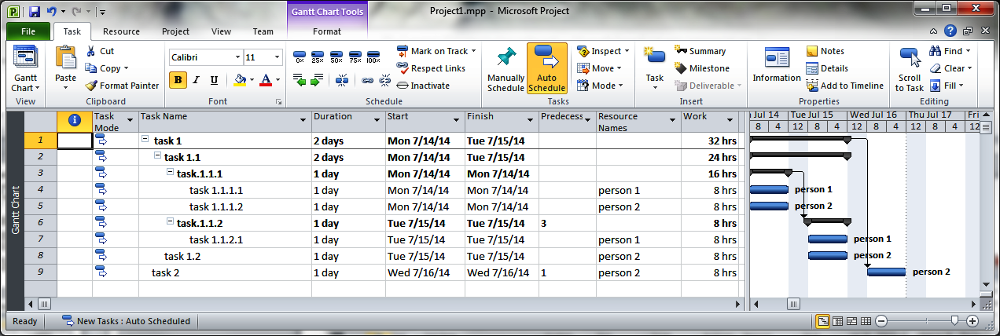 Gantt Chart Tools
Project1.mpp - Microsoft Project
File Task Resource Project View Team Format
Gantt Chart
View
Paste
Cut
Copy
Format Painter
Clipboard
Calibri 11
B I U A
Font
0% 25% 50% 75% 100%
Mark on Track
Respect Links
Inactivate
Schedule
Manually Schedule
Auto Schedule
Inspect
Move
Mode
Tasks
Task
Summary
Milestone
Deliverable
Insert
Information
Notes
Details
Add to Timeline
Properties
Scroll to Task
Find
Clear
Fill
Editing
Task Mode Task Name Duration Start Finish Predecess Resource Names Work
Jul 14 Tue Jul 15 Wed Jul 16 Thu Jul 17 Fri
8 4 12 8 4 12 8 4 12 8 4 12
1 task 1 2 days Mon 7/14/14 Tue 7/15/14 32 hrs
2 task 1.1 2 days Mon 7/14/14 Tue 7/15/14 24 hrs
3 task.1.1.1 1 day Mon 7/14/14 Mon 7/14/14 16 hrs
4 task 1.1.1.1 1 day Mon 7/14/14 Mon 7/14/14 person 1 8 hrs person 1
5 task 1.1.1.2 1 day Mon 7/14/14 Mon 7/14/14 person 2 8 hrs person 2
6 task.1.1.2 1 day Tue 7/15/14 Tue 7/15/14 3 8 hrs
7 task 1.1.2.1 1 day Tue 7/15/14 Tue 7/15/14 person 1 8 hrs person 1
8 task 1.2 1 day Tue 7/15/14 Tue 7/15/14 person 2 8 hrs person 2
9 task 2 1 day Wed 7/16/14 Wed 7/16/14 1 person 2 8 hrs person 2
Gantt Chart
Ready New Tasks : Auto Scheduled